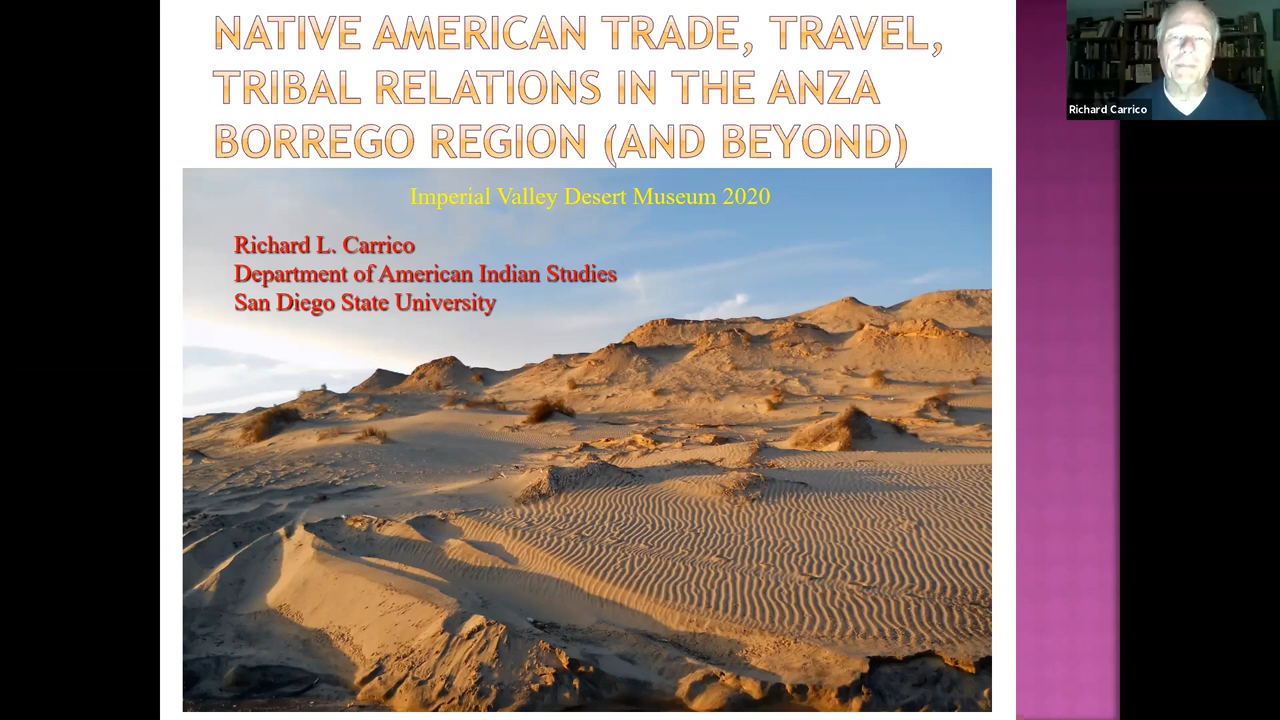 NATIVE AMERICAN TRADE, TRAVEL,
TRIBAL RELATIONS IN THE ANZA
BORREGO REGION (AND BEYOND)
Imperial Valley Desert Museum 2020
Richard L. Carrico
Department of American Indian Studies
San Diego State University
Richard Carrico